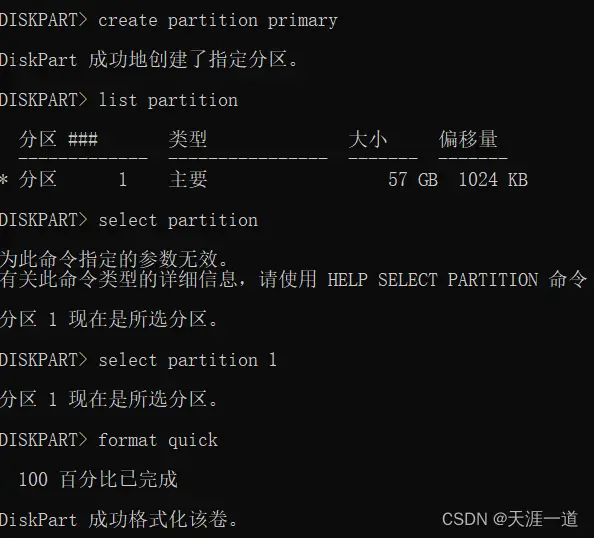 DISKPART> create partition primary
DiskPart 成功地创建了指定分区。
DISKPART> list partition
分区 ### 类型 大小 偏移量
------------- ---------------- ------- -------
* 分区 1 主要 57 GB 1024 KB
DISKPART> select partition
为此命令指定的参数无效。
有关此命令类型的详细信息，请使用 HELP SELECT PARTITION 命令
分区 1 现在是所选分区。
DISKPART> select partition 1
分区 1 现在是所选分区。
DISKPART> format quick
100 百分比已完成
DiskPart 成功格式化该卷。
CSDN @天涯一道